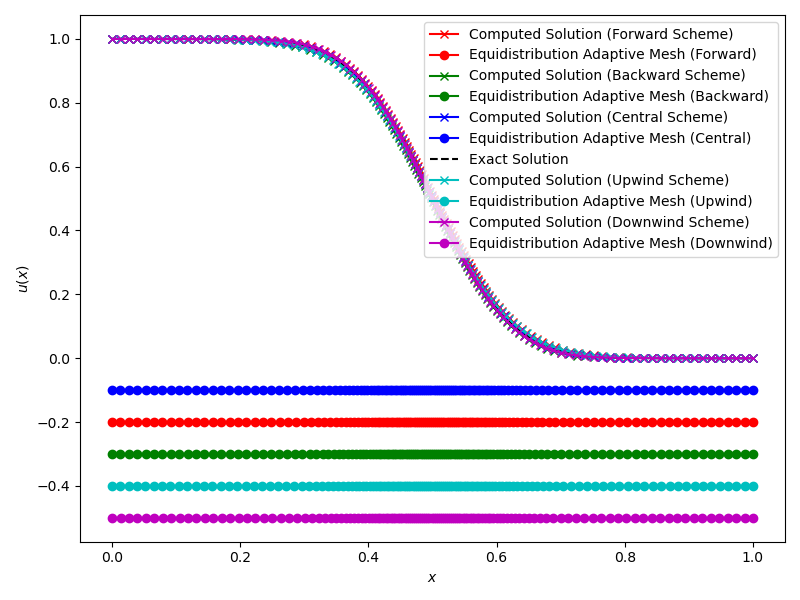 1.0
0.8
0.6
0.4
0.2
0.0
−0.2
−0.4
u(x)
0.0 0.2 0.4 0.6 0.8 1.0
x
Computed Solution (Forward Scheme)
Equidistribution Adaptive Mesh (Forward)
Computed Solution (Backward Scheme)
Equidistribution Adaptive Mesh (Backward)
Computed Solution (Central Scheme)
Equidistribution Adaptive Mesh (Central)
Exact Solution
Computed Solution (Upwind Scheme)
Equidistribution Adaptive Mesh (Upwind)
Computed Solution (Downwind Scheme)
Equidistribution Adaptive Mesh (Downwind)